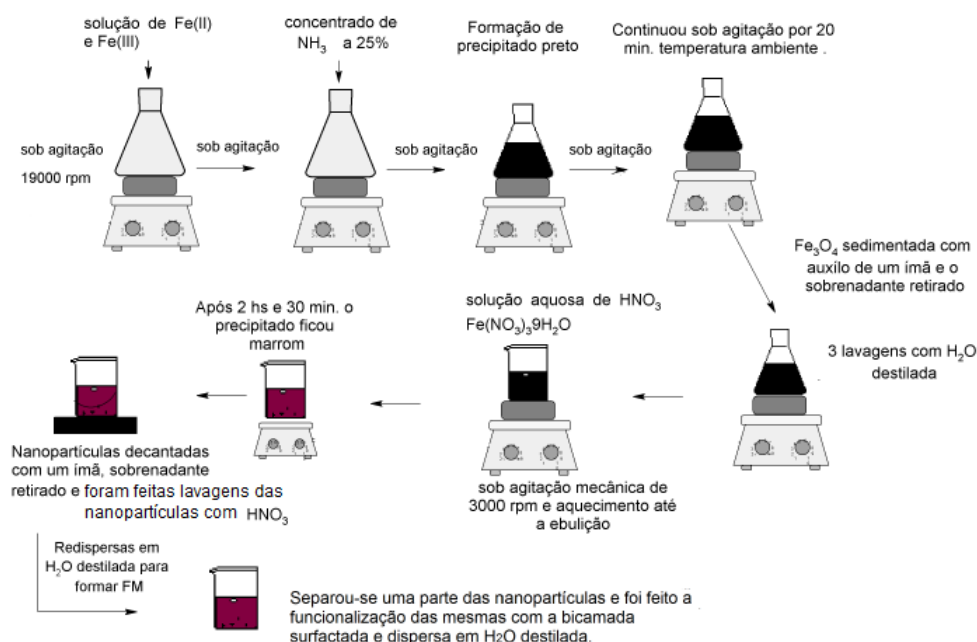 solução de Fe(II)
e Fe(III)
concentrado de
NH₃ a 25%
Formação de
precipitado preto
Continuou sob agitação por 20
min. temperatura ambiente .
sob agitação
19000 rpm
sob agitação
sob agitação
sob agitação
Fe₃O₄ sedimentada com
auxílo de um ímã e o
sobrenadante retirado
3 lavagens com H₂O
destilada
solução aquosa de HNO₃
Fe(NO₃)₃9H₂O
sob agitação mecânica de
3000 rpm e aquecimento até
a ebulição
Após 2 hs e 30 min. o
precipitado ficou
marrom
Nanopartículas decantadas
com um ímã, sobrenadante
retirado e foram feitas lavagens das
nanopartículas com HNO₃
Redispersas em
H₂O destilada para
formar FM
Separou-se uma parte das nanopartículas e foi feito a
funcionalização das mesmas com a bicamada
surfactada e dispersa em H₂O destilada.